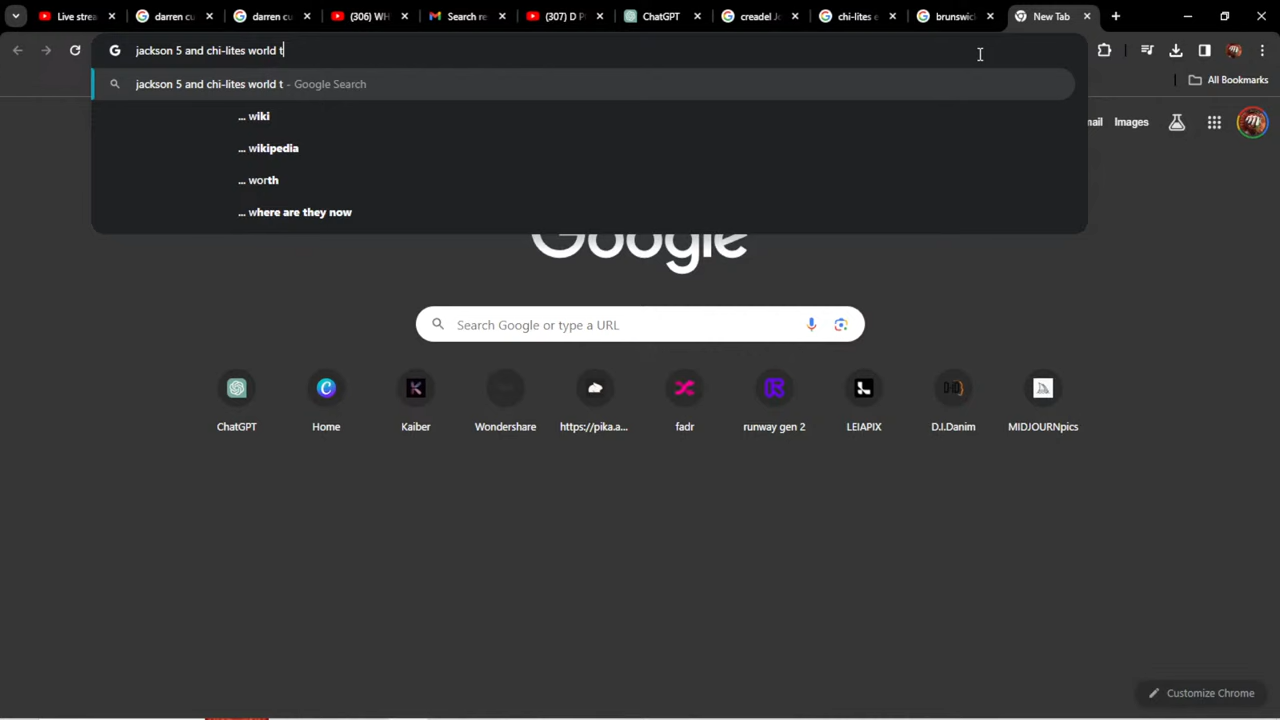 Live strea
darren cu
darren cu
(306) WH
Search re
(307) D P
ChatGPT
creadel Jo
chi-lites e
brunswick
New Tab
jackson 5 and chi-lites world t
All Bookmarks
jackson 5 and chi-lites world t - Google Search
... wiki
... wikipedia
... worth
... where are they now
mail
Images
Google
Search Google or type a URL
ChatGPT
Home
Kaiber
Wondershare
https://pika.a...
fadr
runway gen 2
LEIAPIX
D.I.Danim
MIDJOURNpics
Customize Chrome